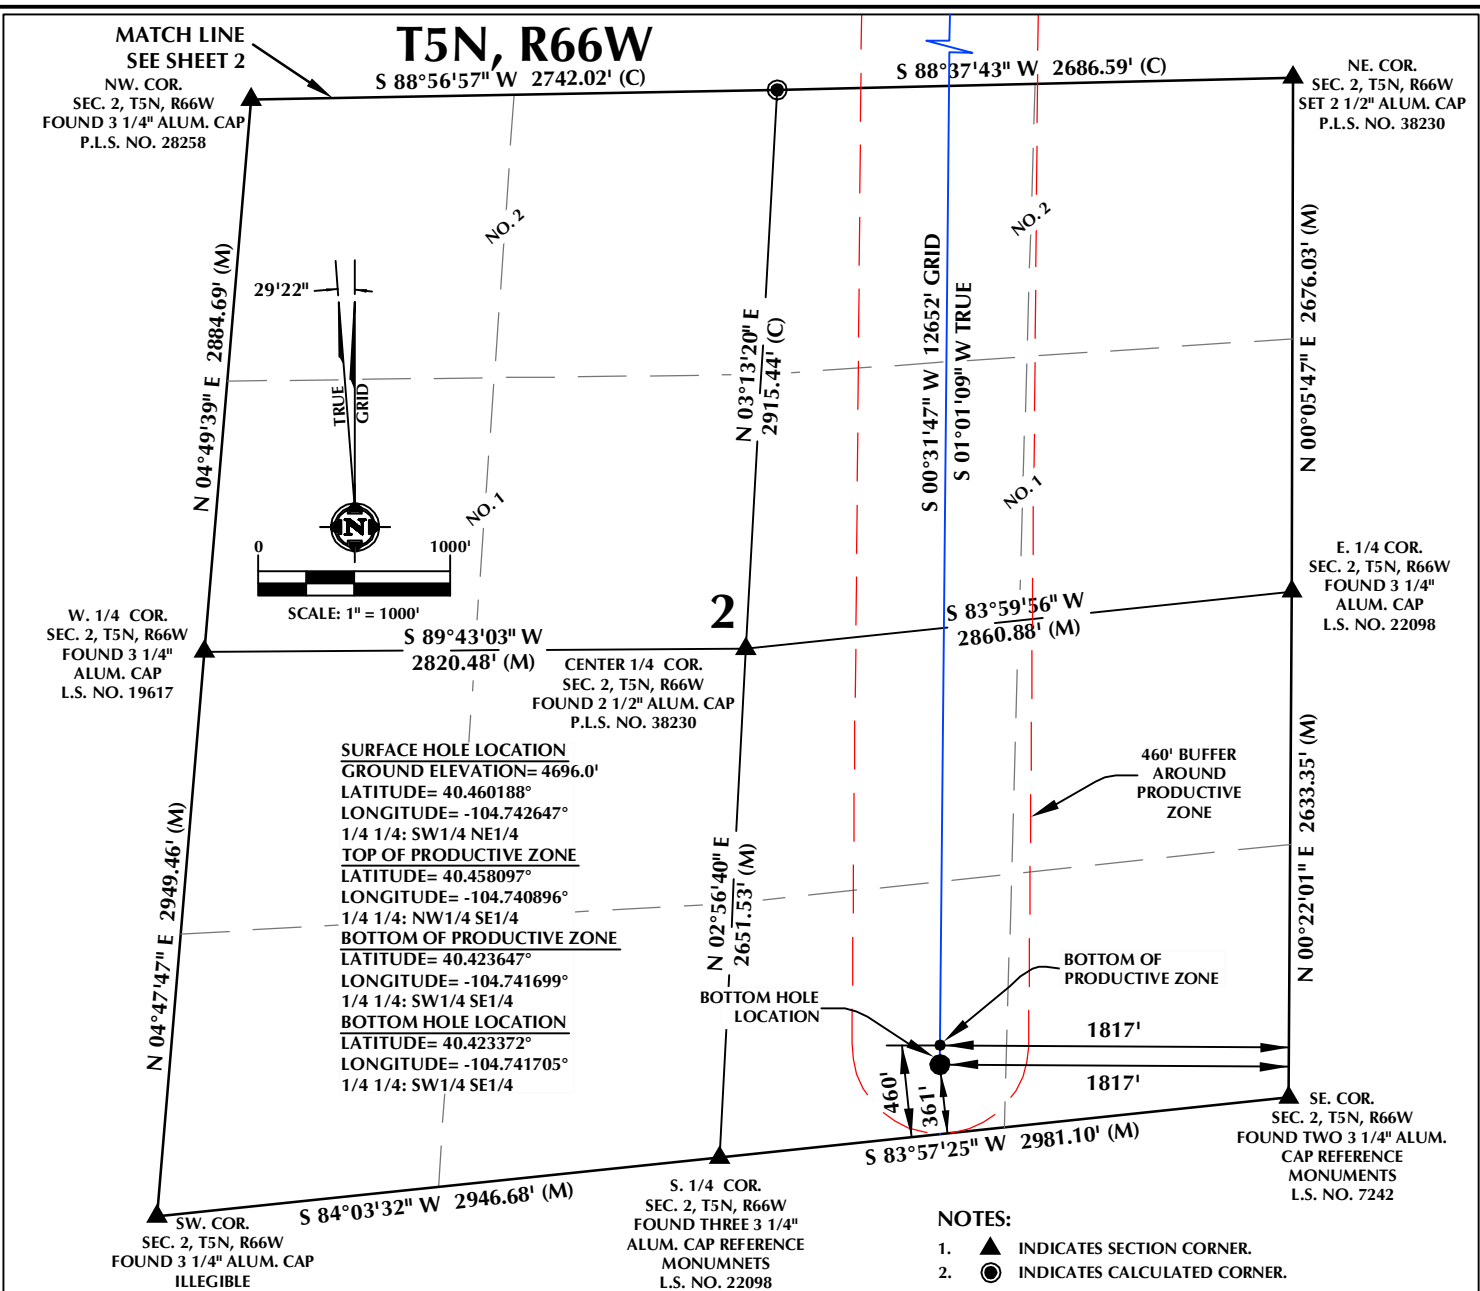 MATCH LINE
SEE SHEET 2
T5N, R66W
NW. COR.
SEC. 2, T5N, R66W
FOUND 3 1/4" ALUM. CAP
P.L.S. NO. 28258
S 88°56'57" W 2742.02' (C)
S 88°37'43" W 2686.59' (C)
NE. COR.
SEC. 2, T5N, R66W
SET 2 1/2" ALUM. CAP
P.L.S. NO. 38230
N 04°49'39" E 2884.69' (M)
29'22"
TRUE
GRID
0 1000'
SCALE: 1" = 1000'
NO. 2
NO. 1
N 03°13'20" E
2915.44' (C)
S 00°31'47" W 12652' GRID
S 01°01'09" W TRUE
NO. 2
NO. 1
N 00°05'47" E 2676.03' (M)
W. 1/4 COR.
SEC. 2, T5N, R66W
FOUND 3 1/4"
ALUM. CAP
L.S. NO. 19617
S 89°43'03" W
2820.48' (M)
2
CENTER 1/4 COR.
SEC. 2, T5N, R66W
FOUND 2 1/2" ALUM. CAP
P.L.S. NO. 38230
S 83°59'56" W
2860.88' (M)
E. 1/4 COR.
SEC. 2, T5N, R66W
FOUND 3 1/4"
ALUM. CAP
L.S. NO. 22098
SURFACE HOLE LOCATION
GROUND ELEVATION= 4696.0'
LATITUDE= 40.460188°
LONGITUDE= -104.742647°
1/4 1/4: SW1/4 NE1/4
TOP OF PRODUCTIVE ZONE
LATITUDE= 40.458097°
LONGITUDE= -104.740896°
1/4 1/4: NW1/4 SE1/4
BOTTOM OF PRODUCTIVE ZONE
LATITUDE= 40.423647°
LONGITUDE= -104.741699°
1/4 1/4: SW1/4 SE1/4
BOTTOM HOLE LOCATION
LATITUDE= 40.423372°
LONGITUDE= -104.741705°
1/4 1/4: SW1/4 SE1/4
N 04°47'47" E 2949.46' (M)
N 02°56'40" E
2651.53' (M)
460' BUFFER
AROUND
PRODUCTIVE
ZONE
N 00°22'01" E 2633.35' (M)
BOTTOM OF
PRODUCTIVE ZONE
BOTTOM HOLE
LOCATION
1817'
1817'
460'
361'
S 83°57'25" W 2981.10' (M)
S 84°03'32" W 2946.68' (M)
SE. COR.
SEC. 2, T5N, R66W
FOUND TWO 3 1/4" ALUM.
CAP REFERENCE
MONUMENTS
L.S. NO. 7242
SW. COR.
SEC. 2, T5N, R66W
FOUND 3 1/4" ALUM. CAP
ILLEGIBLE
S. 1/4 COR.
SEC. 2, T5N, R66W
FOUND THREE 3 1/4"
ALUM. CAP REFERENCE
MONUMNETS
L.S. NO. 22098
NOTES:
1. INDICATES SECTION CORNER.
2. INDICATES CALCULATED CORNER.
N